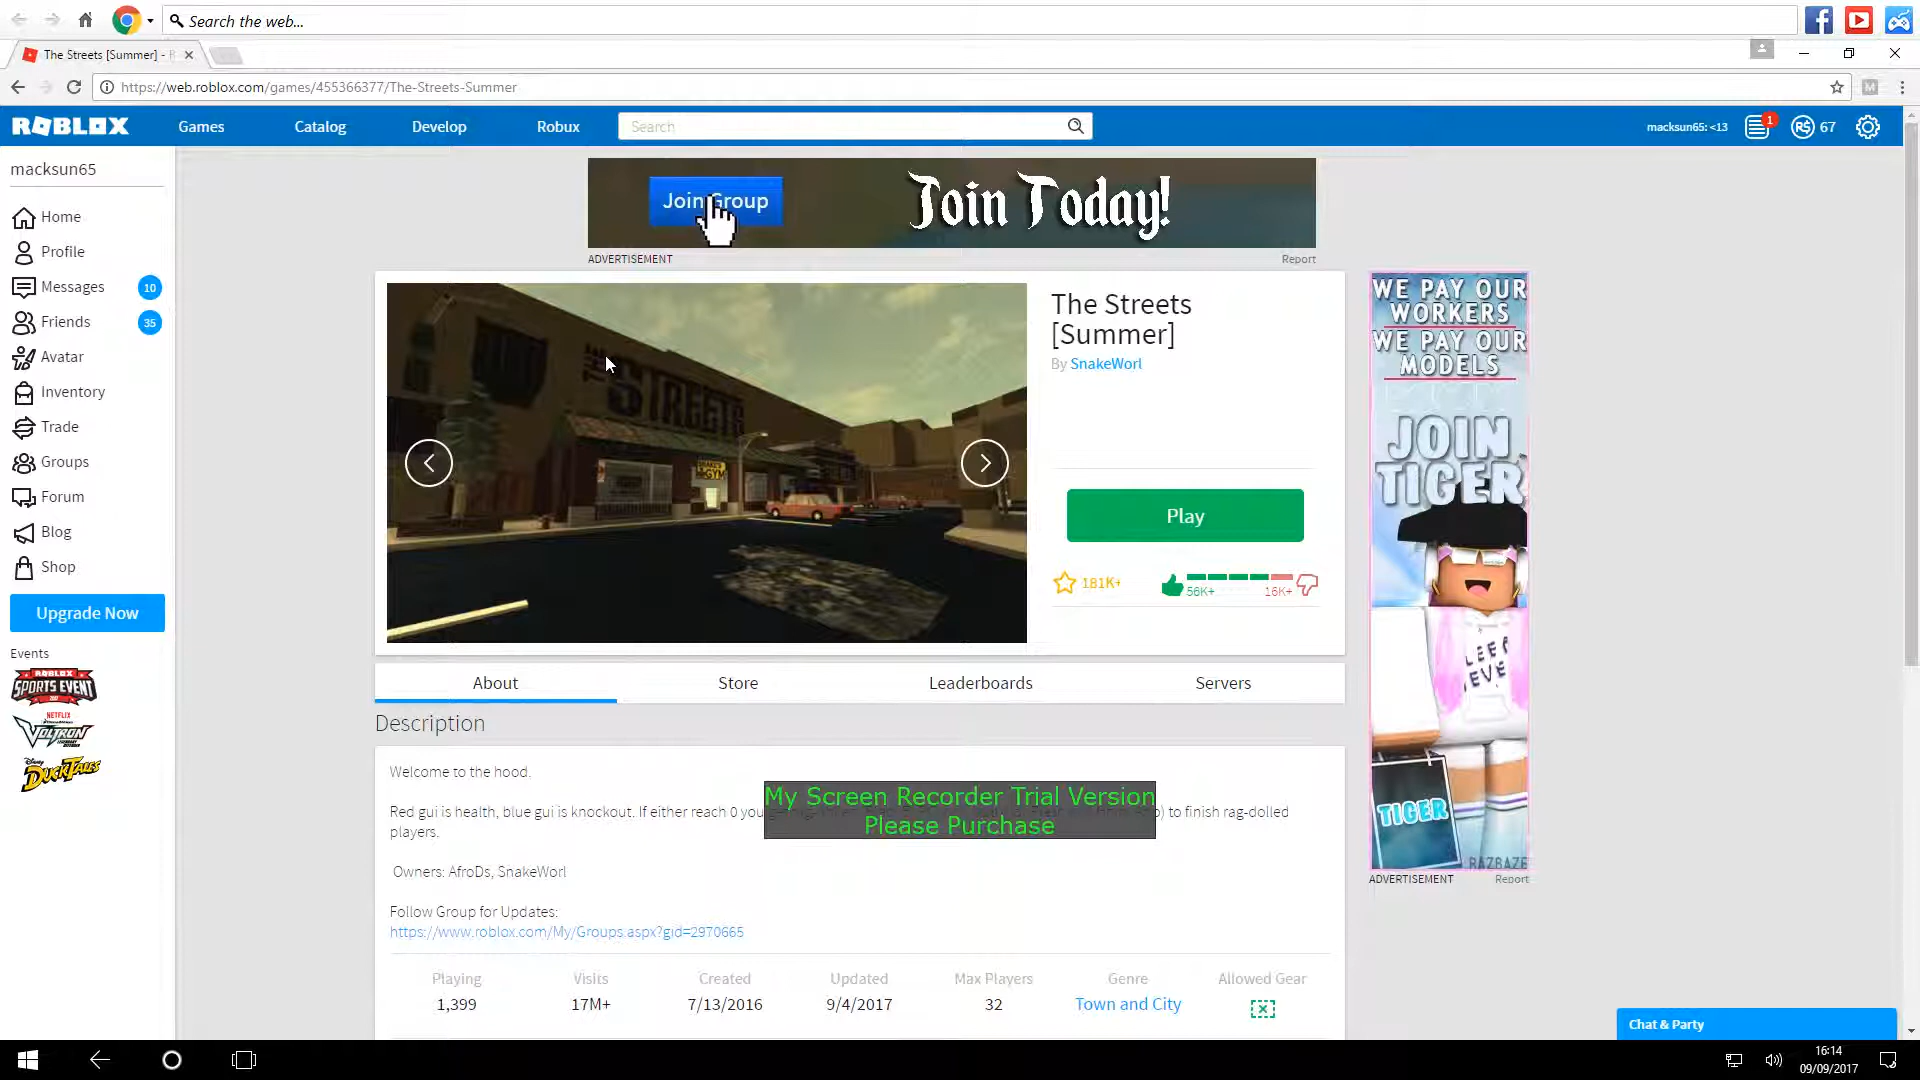 Search the web...
The Streets [Summer] - R
https://web.roblox.com/games/455366377/The-Streets-Summer
ROBLOX
Games
Catalog
Develop
Robux
Search
macksun65: <13
1
R$
67
macksun65
Home
Profile
Messages
10
Friends
35
Avatar
Inventory
Trade
Groups
Forum
Blog
Shop
Upgrade Now
Events
ROBLOX
SPORTS EVENT
NETFLIX
VOLTRON
Disney
DUCKTALES
Join Group
Join Today!
ADVERTISEMENT
Report
THE STREETS
GYM
The Streets
[Summer]
By SnakeWorl
Play
181K+
56K+
16K+
WE PAY OUR
WORKERS
WE PAY OUR
MODELS
JOIN
TIGER
TIGER
RAZBAZE
ADVERTISEMENT
Report
About
Store
Leaderboards
Servers
Description
Welcome to the hood.
Red gui is health, blue gui is knockout. If either reach 0 you
) to finish rag-dolled
players.
My Screen Recorder Trial Version
Please Purchase
Owners: AfroDs, SnakeWorl
Follow Group for Updates:
https://www.roblox.com/My/Groups.aspx?gid=2970665
Playing
Visits
Created
Updated
Max Players
Genre
Allowed Gear
1,399
17M+
7/13/2016
9/4/2017
32
Town and City
Chat & Party
16:14
09/09/2017